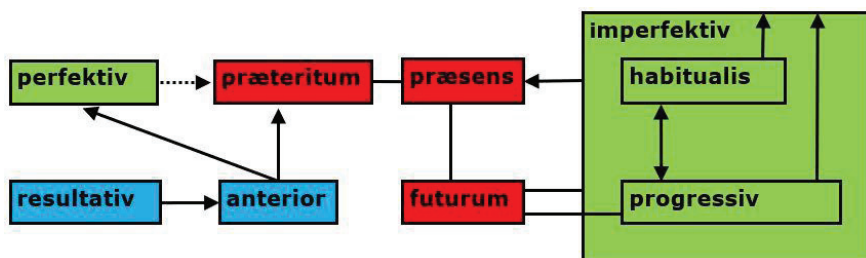 imperfektiv
perfektiv
præteritum
præsens
habitualis
resultativ
anterior
futurum
progressiv